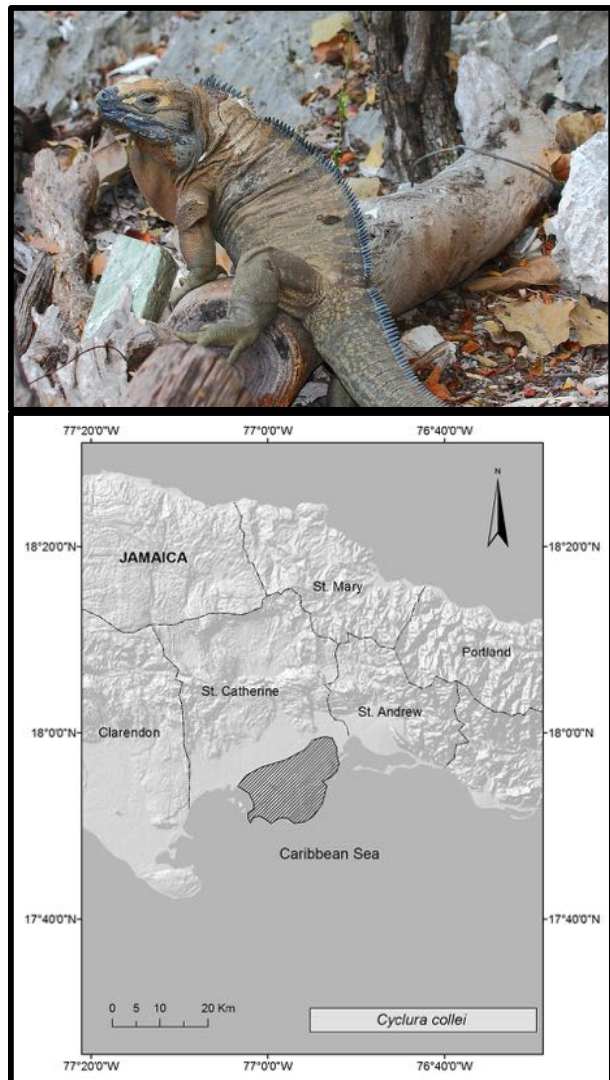 77°20'0"W 77°0'0"W 76°40'0"W
N
18°20'0"N 18°20'0"N
JAMAICA
St. Mary
Portland
St. Catherine
St. Andrew
Clarendon
18°0'0"N 18°0'0"N
Caribbean Sea
17°40'0"N 17°40'0"N
0 5 10 20 Km
Cyclura collei
77°20'0"W 77°0'0"W 76°40'0"W